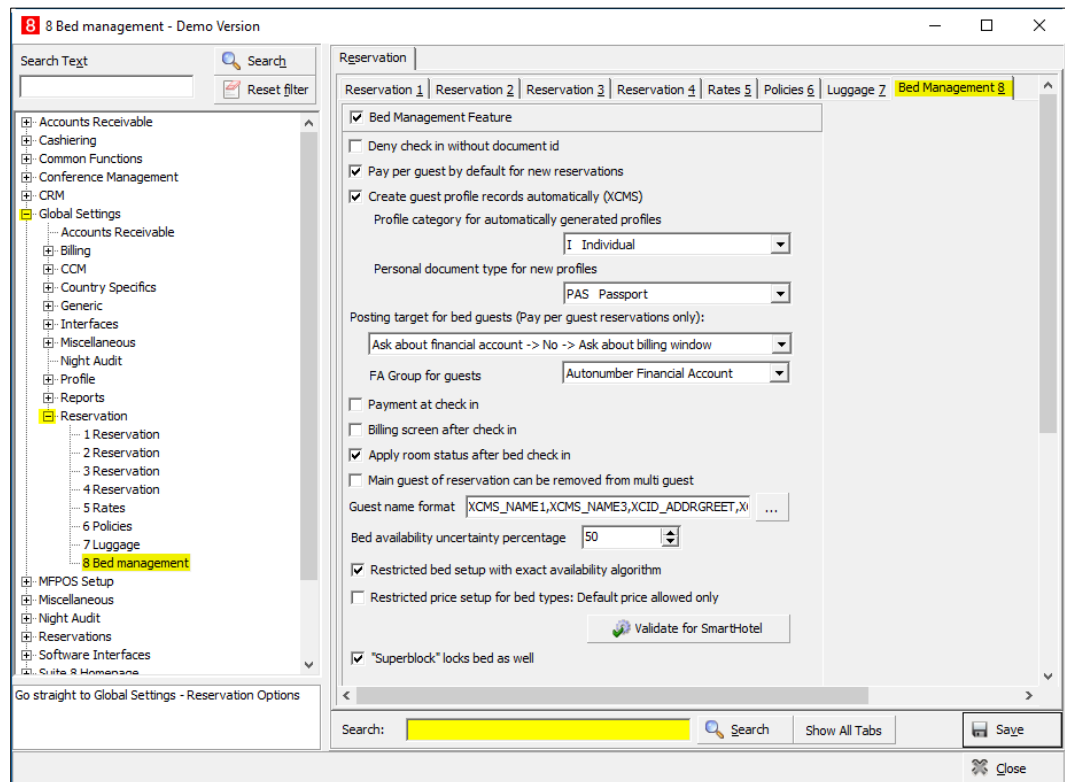 8 8 Bed management - Demo Version
Search Text
Search
Reset filter
Accounts Receivable
Cashiering
Common Functions
Conference Management
CRM
Global Settings
Accounts Receivable
Billing
CCM
Country Specifics
Generic
Interfaces
Miscellaneous
Night Audit
Profile
Reports
Reservation
1 Reservation
2 Reservation
3 Reservation
4 Reservation
5 Rates
6 Policies
7 Luggage
8 Bed management
MFPOS Setup
Miscellaneous
Night Audit
Reservations
Software Interfaces
Suite 8 Homepage
Go straight to Global Settings - Reservation Options
Reservation
Reservation 1 Reservation 2 Reservation 3 Reservation 4 Rates 5 Policies 6 Luggage 7 Bed Management 8
Bed Management Feature
Deny check in without document id
Pay per guest by default for new reservations
Create guest profile records automatically (XCMS)
Profile category for automatically generated profiles
I Individual
Personal document type for new profiles
PAS Passport
Posting target for bed guests (Pay per guest reservations only):
Ask about financial account -> No -> Ask about billing window
FA Group for guests Autonumber Financial Account
Payment at check in
Billing screen after check in
Apply room status after bed check in
Main guest of reservation can be removed from multi guest
Guest name format XCMS_NAME1,XCMS_NAME3,XCID_ADDRGREET,X ...
Bed availability uncertainty percentage 50
Restricted bed setup with exact availability algorithm
Restricted price setup for bed types: Default price allowed only
Validate for SmartHotel
"Superblock" locks bed as well
Search: Search Show All Tabs Save
Close